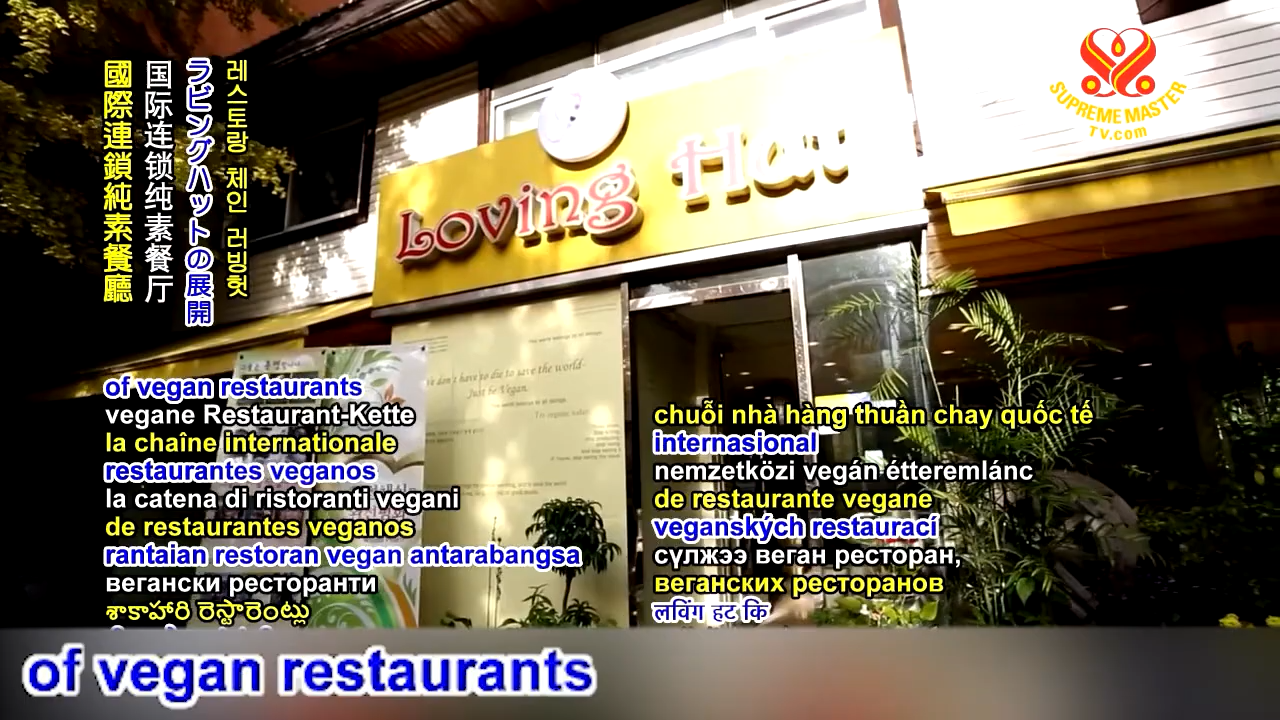 國際連鎖純素餐廳
国际连锁纯素餐厅
ラビングハットの展開
레스토랑 체인 러빙헛
SUPREME MASTER
TV.com
Loving Hut
We don't have to die to save the world-
Just be Vegan.
of vegan restaurants
vegane Restaurant-Kette
la chaîne internationale
restaurantes veganos
la catena di ristoranti vegani
de restaurantes veganos
rantaian restoran vegan antarabangsa
вегански ресторанти
శాకాహారి రెస్టారెంట్లు
chuỗi nhà hàng thuần chay quốc tế
internasional
nemzetközi vegán étteremlánc
de restaurante vegane
veganských restaurací
сүлжээ веган ресторан,
веганских ресторанов
लविंग हट कि
of vegan restaurants